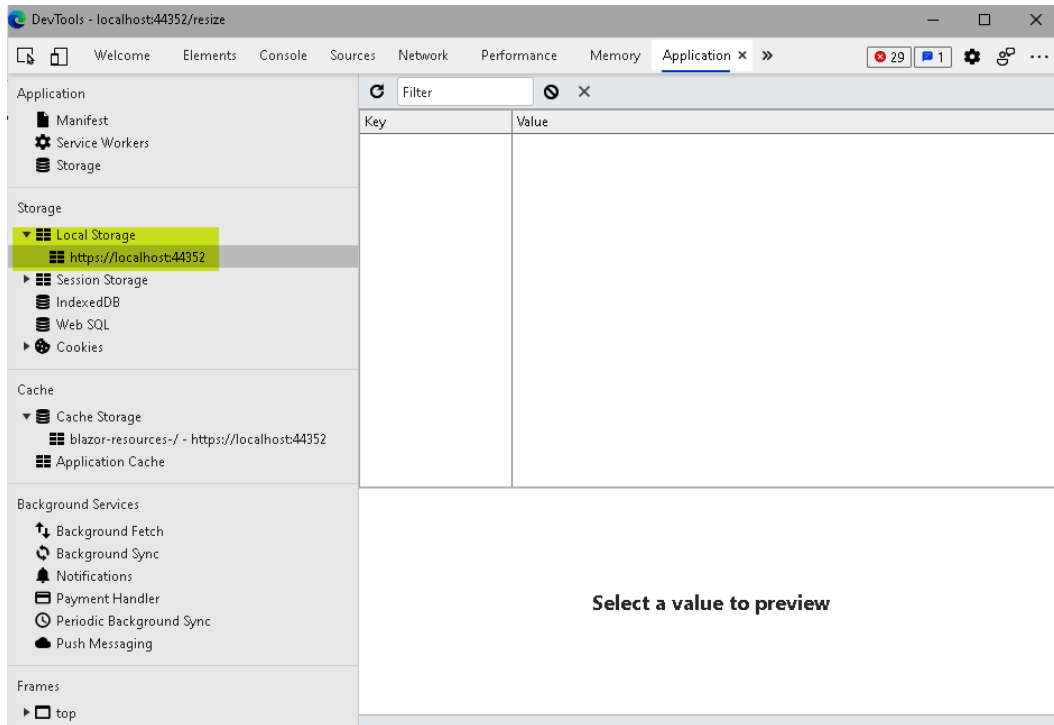 DevTools - localhost:44352/resize
Welcome Elements Console Sources Network Performance Memory Application 29 1
Application
Manifest
Service Workers
Storage
Storage
Local Storage
https://localhost:44352
Session Storage
IndexedDB
Web SQL
Cookies
Cache
Cache Storage
blazor-resources-/ - https://localhost:44352
Application Cache
Background Services
Background Fetch
Background Sync
Notifications
Payment Handler
Periodic Background Sync
Push Messaging
Frames
top
Filter
Key Value
Select a value to preview